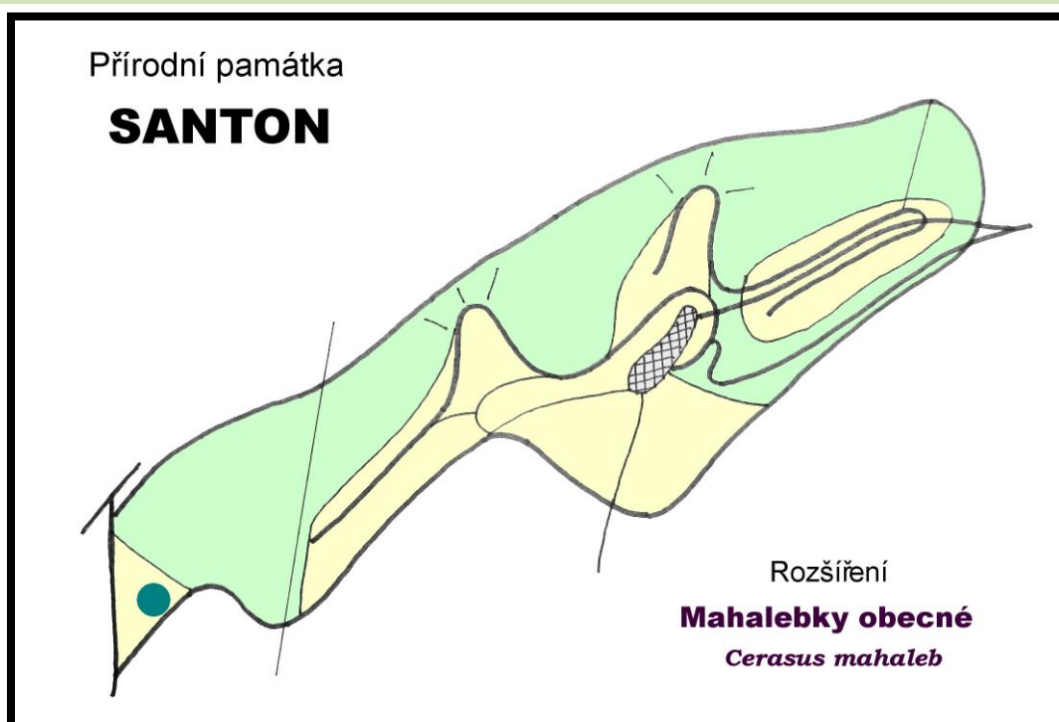 Přírodní památka
SANTON
Rozšíření
Mahalebky obecné
Cerasus mahaleb